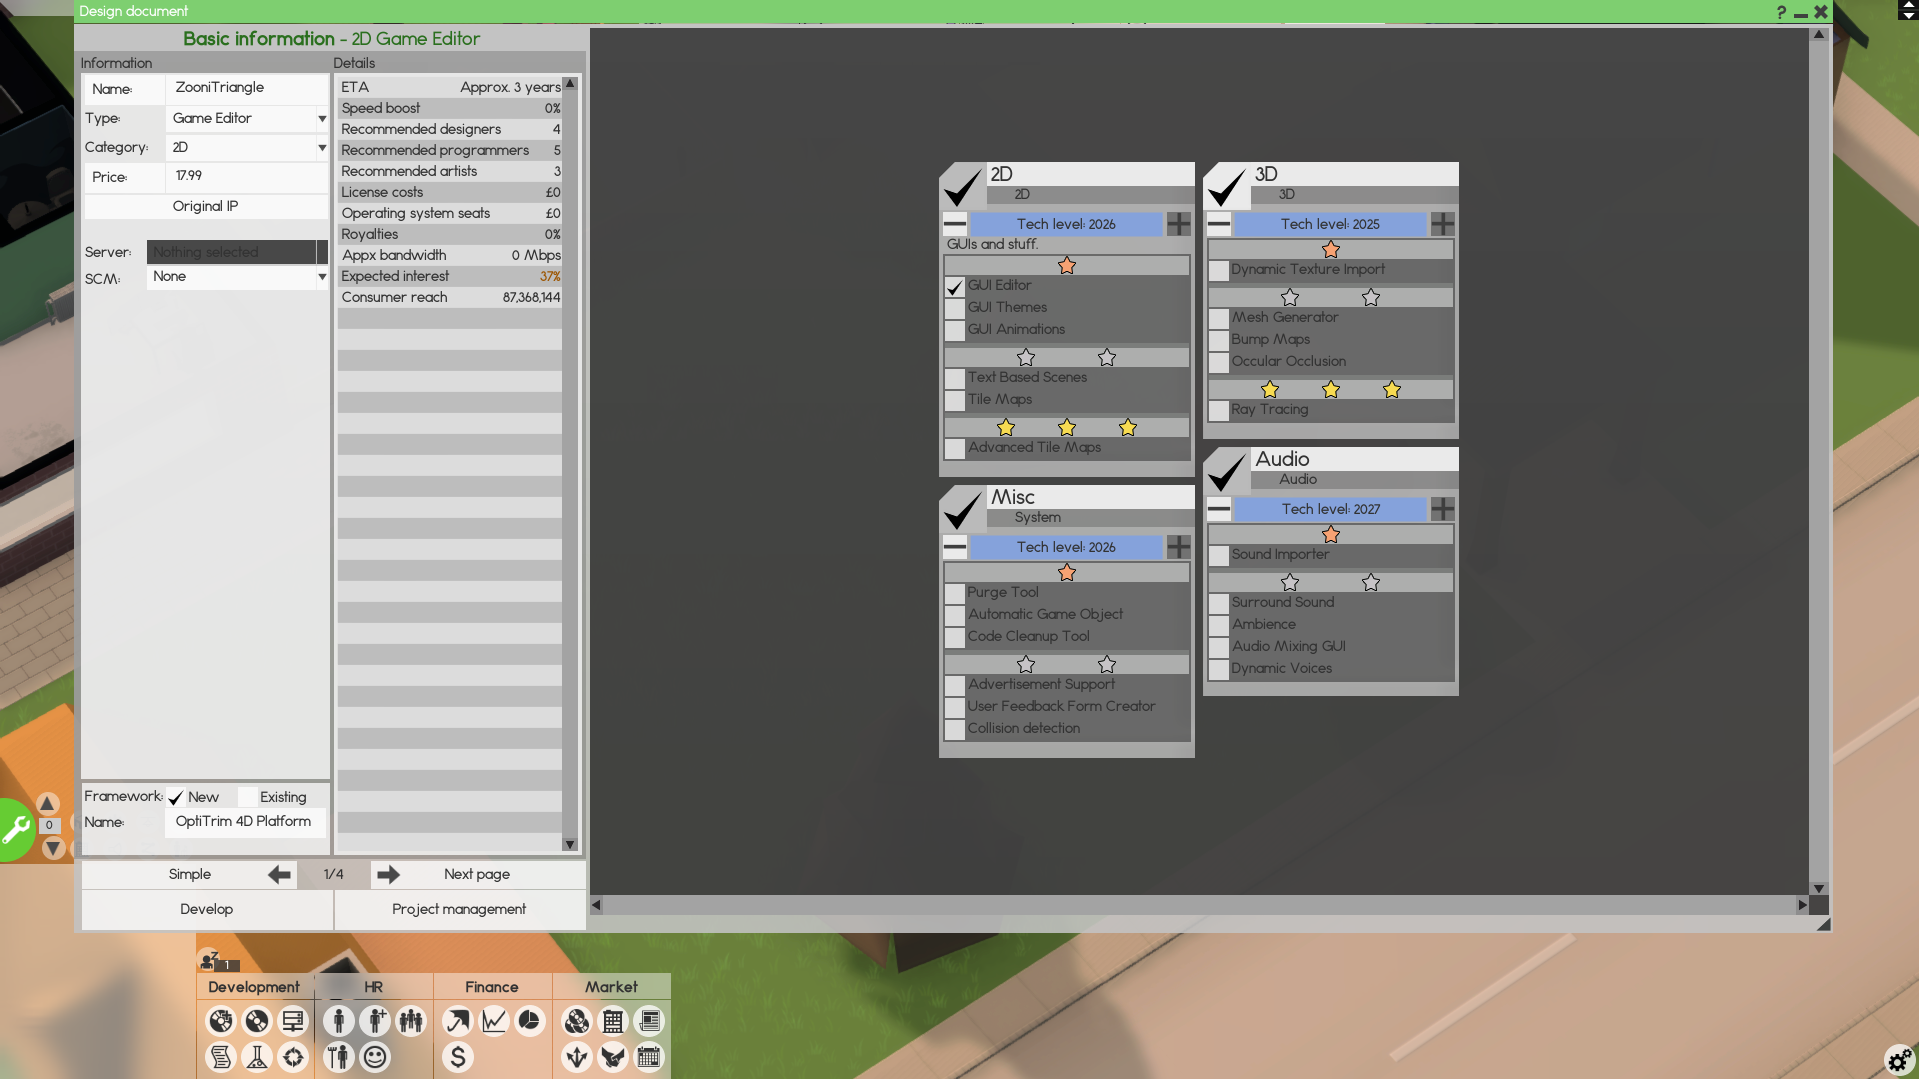 Design document
?
Basic information - 2D Game Editor
Information
Name: ZooniTriangle
Type: Game Editor
Category: 2D
Price: 17.99
Original IP
Server: Nothing selected
SCM: None
Framework: New Existing
Name: OptiTrim 4D Platform
Details
ETA Approx. 3 years
Speed boost 0%
Recommended designers 4
Recommended programmers 5
Recommended artists 3
License costs £0
Operating system seats £0
Royalties 0%
Appx bandwidth 0 Mbps
Expected interest 37%
Consumer reach 87,368,144
Simple 1/4 Next page
Develop Project management
2D
2D
Tech level: 2026
GUIs and stuff.
GUI Editor
GUI Themes
GUI Animations
Text Based Scenes
Tile Maps
Advanced Tile Maps
3D
3D
Tech level: 2025
Dynamic Texture Import
Mesh Generator
Bump Maps
Occular Occlusion
Ray Tracing
Misc
System
Tech level: 2026
Purge Tool
Automatic Game Object
Code Cleanup Tool
Advertisement Support
User Feedback Form Creator
Collision detection
Audio
Audio
Tech level: 2027
Sound Importer
Surround Sound
Ambience
Audio Mixing GUI
Dynamic Voices
0
1
Development HR Finance Market